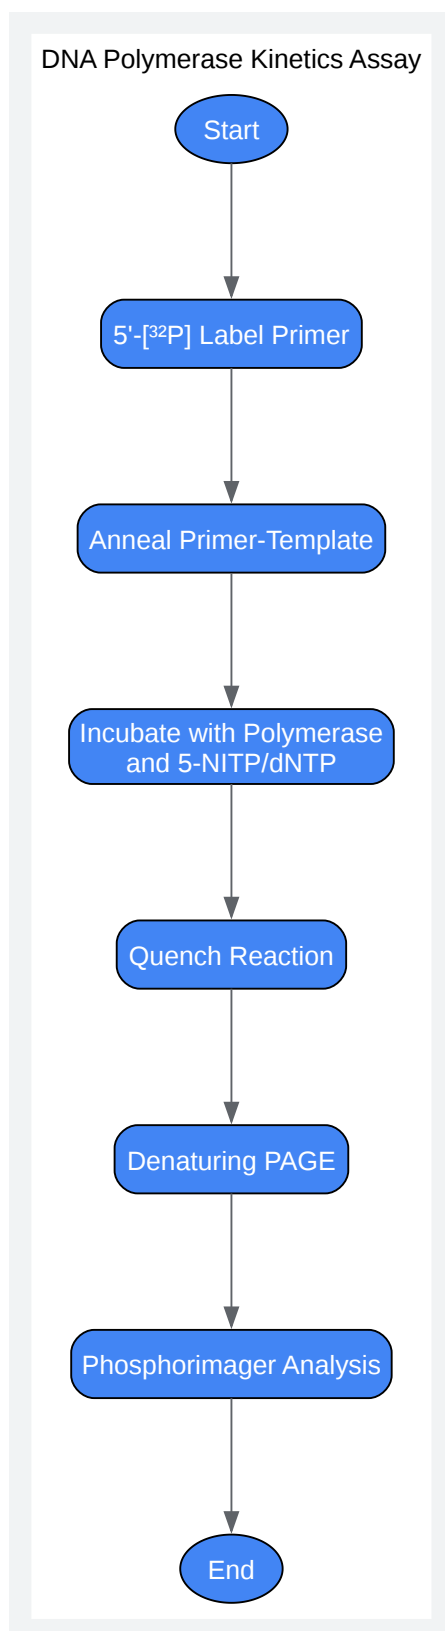 DNA Polymerase Kinetics Assay
Start
5'-[³²P] Label Primer
Anneal Primer-Template
Incubate with Polymerase
and 5-NITP/dNTP
Quench Reaction
Denaturing PAGE
Phosphorimager Analysis
End